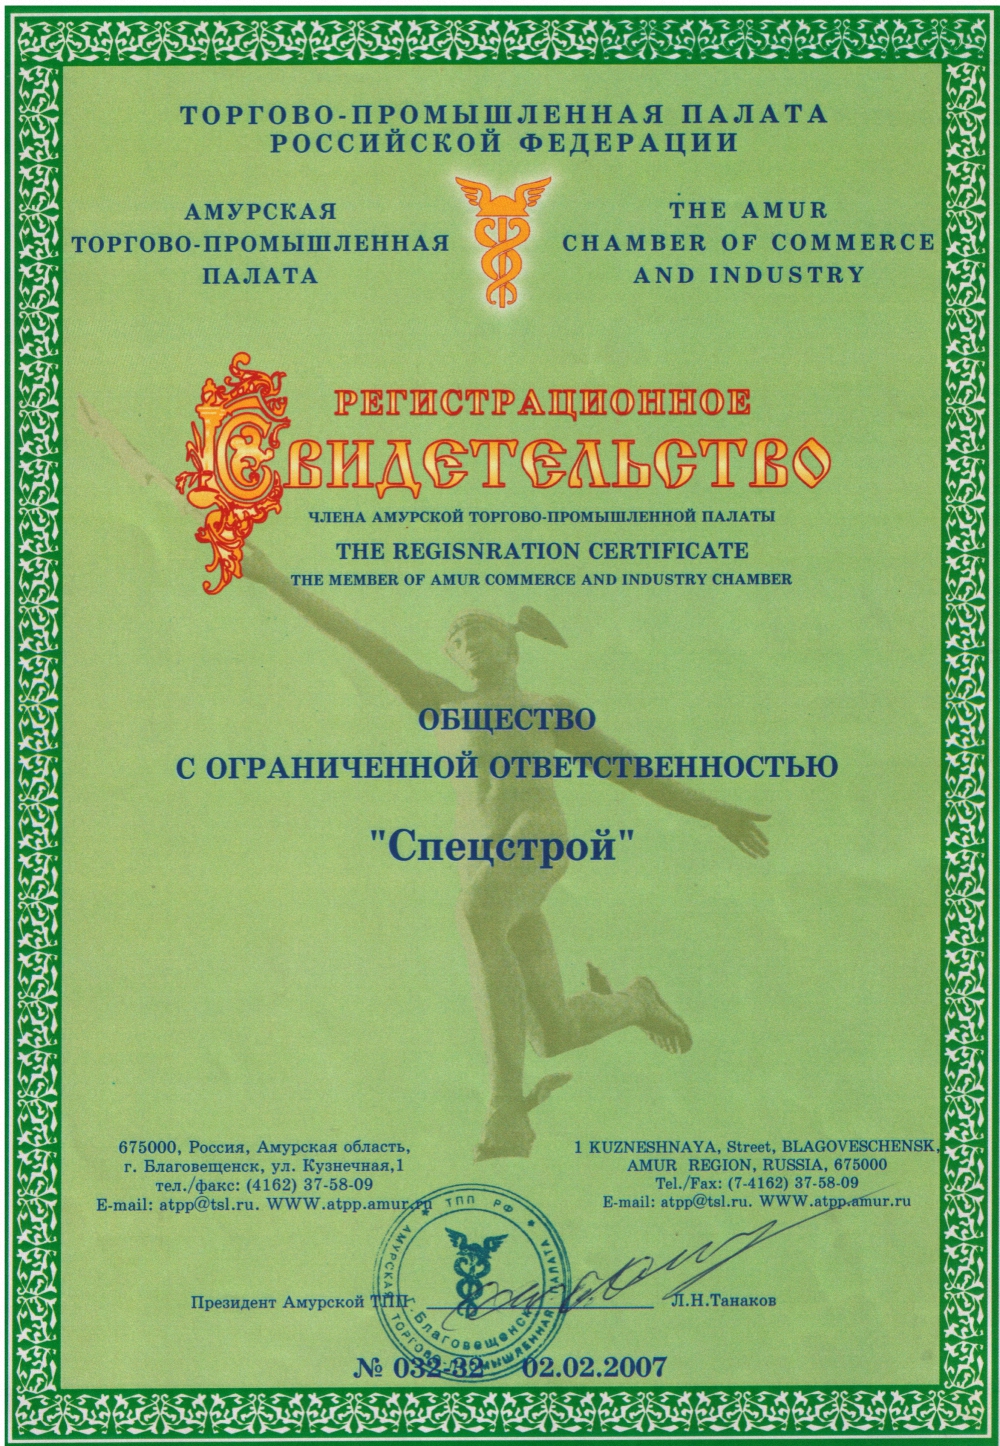 ТОРГОВО-ПРОМЫШЛЕННАЯ ПАЛАТА
РОССИЙСКОЙ ФЕДЕРАЦИИ
АМУРСКАЯ
ТОРГОВО-ПРОМЫШЛЕННАЯ
ПАЛАТА
THE AMUR
CHAMBER OF COMMERCE
AND INDUSTRY
РЕГИСТРАЦИОННОЕ
СВИДЕТЕЛЬСТВО
ЧЛЕНА АМУРСКОЙ ТОРГОВО-ПРОМЫШЛЕННОЙ ПАЛАТЫ
THE REGISNRATION CERTIFICATE
THE MEMBER OF AMUR COMMERCE AND INDUSTRY CHAMBER
ОБЩЕСТВО
С ОГРАНИЧЕННОЙ ОТВЕТСТВЕННОСТЬЮ
"Спецстрой"
675000, Россия, Амурская область,
г. Благовещенск, ул. Кузнечная,1
тел./факс: (4162) 37-58-09
E-mail: atpp@tsl.ru. WWW.atpp.amur.ru
1 KUZNESHNAYA, Street, BLAGOVESCHENSK,
AMUR REGION, RUSSIA, 675000
Tel./Fax: (7-4162) 37-58-09
E-mail: atpp@tsl.ru. WWW.atpp.amur.ru
* ТПП РФ *
АМУРСКАЯ ТОРГОВО-ПРОМЫШЛЕННАЯ ПАЛАТА
г. Благовещенск
Президент Амурской ТПП
Л.Н.Танаков
№ 032-32 02.02.2007